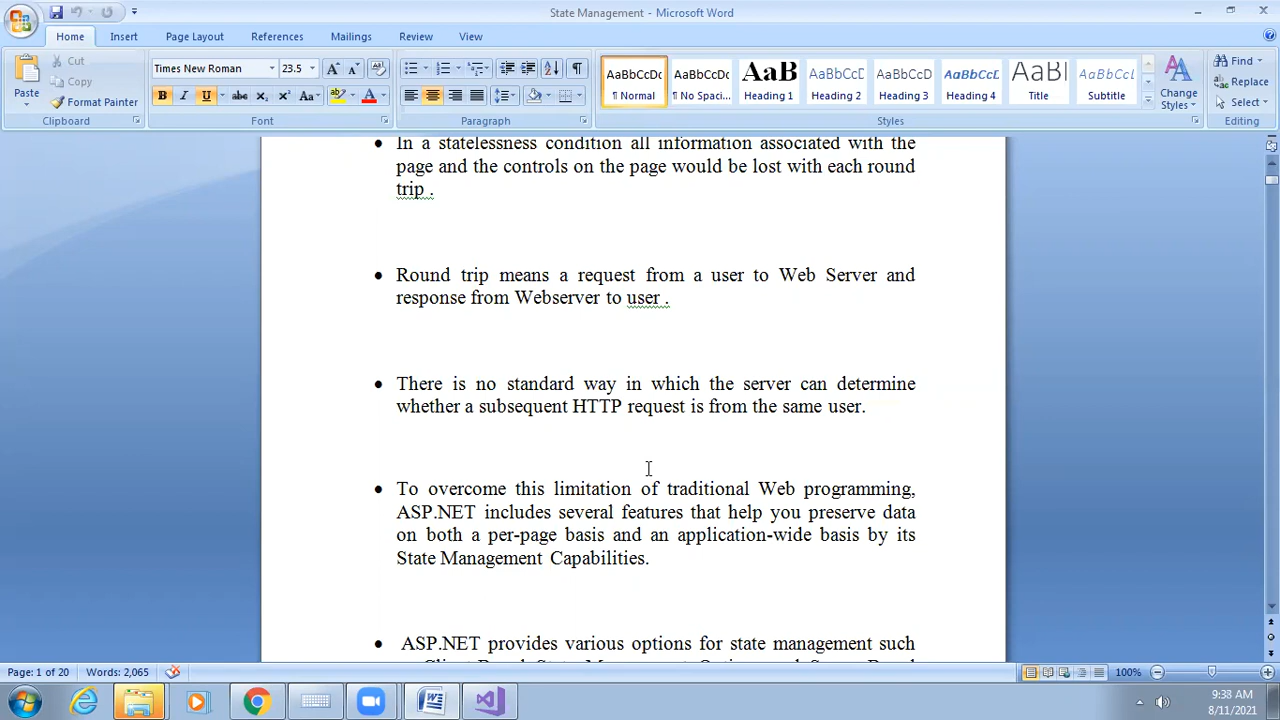 State Management - Microsoft Word
Home Insert Page Layout References Mailings Review View
Paste
Cut
Copy
Format Painter
Clipboard
Times New Roman 23.5
B I U abc x₂ x² Aa A
Font
Paragraph
AaBbCcDc AaBbCcDc AaB AaBbCcC AaBbCcDc AaBbCcL AaB AaBbCcDc
¶ Normal ¶ No Spaci... Heading 1 Heading 2 Heading 3 Heading 4 Title Subtitle
Change Styles
Styles
Find
Replace
Select
Editing
• In a statelessness condition all information associated with the
page and the controls on the page would be lost with each round
trip .
• Round trip means a request from a user to Web Server and
response from Webserver to user .
• There is no standard way in which the server can determine
whether a subsequent HTTP request is from the same user.
• To overcome this limitation of traditional Web programming,
ASP.NET includes several features that help you preserve data
on both a per-page basis and an application-wide basis by its
State Management Capabilities.
• ASP.NET provides various options for state management such
Page: 1 of 20 Words: 2,065 100%
9:38 AM
8/11/2021